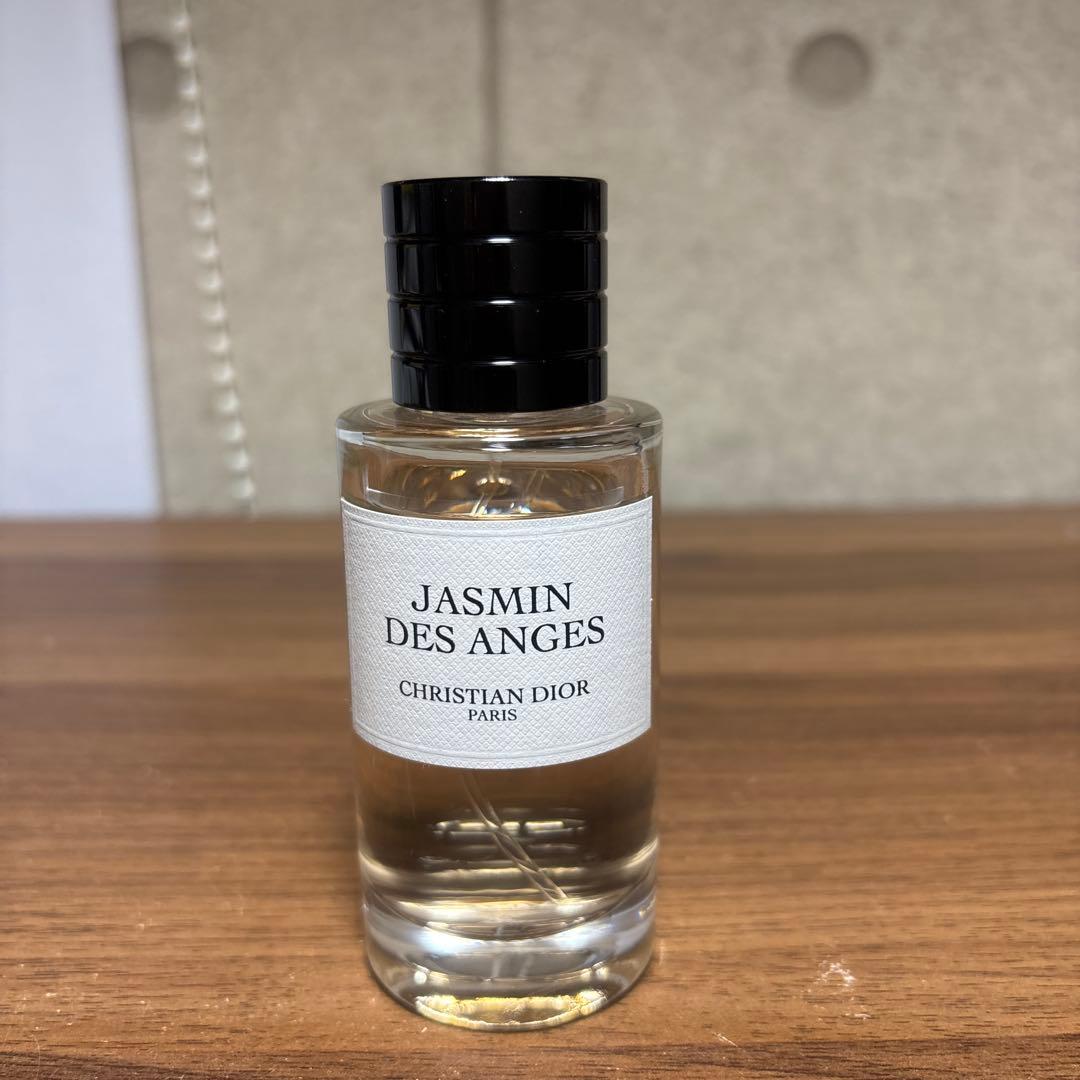 JASMIN
DES ANGES
CHRISTIAN DIOR
PARIS